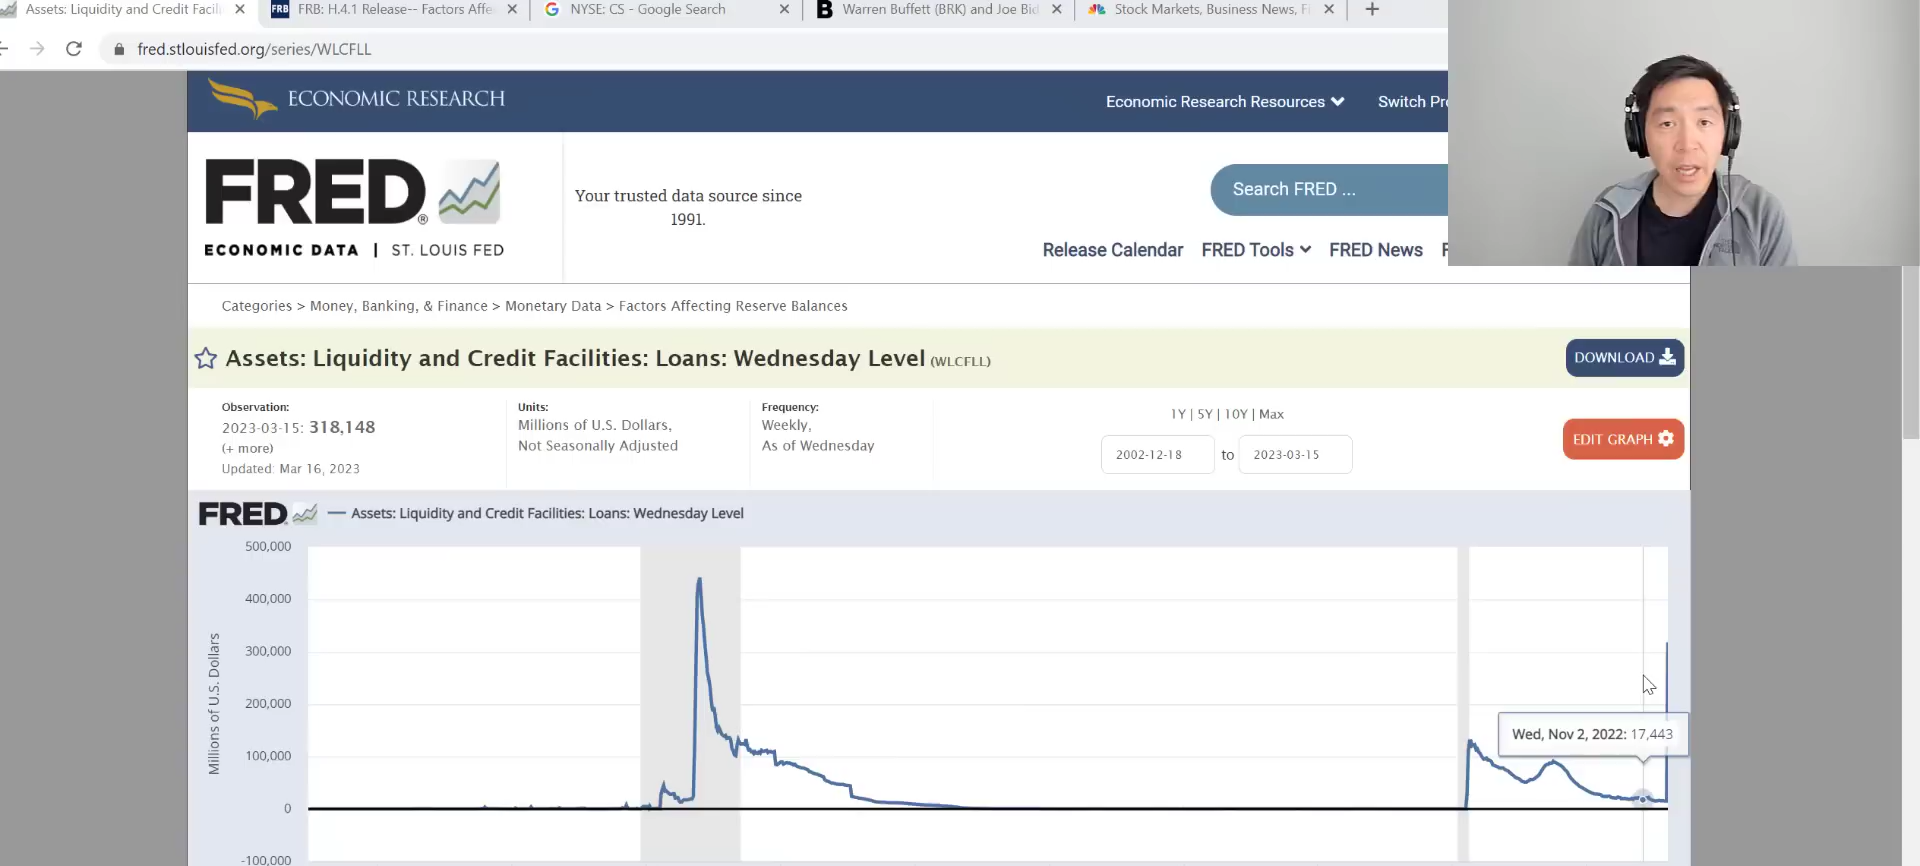 Assets: Liquidity and Credit Facili
FRB: H.4.1 Release-- Factors Affe
NYSE: CS - Google Search
Warren Buffett (BRK) and Joe Bid
Stock Markets, Business News, Fi
fred.stlouisfed.org/series/WLCFLL
ECONOMIC RESEARCH
Economic Research Resources
Switch Pro
FRED
ECONOMIC DATA | ST. LOUIS FED
Your trusted data source since
1991.
Search FRED ...
Release Calendar
FRED Tools
FRED News
Categories > Money, Banking, & Finance > Monetary Data > Factors Affecting Reserve Balances
Assets: Liquidity and Credit Facilities: Loans: Wednesday Level (WLCFLL)
DOWNLOAD
Observation:
2023-03-15: 318,148
(+ more)
Updated: Mar 16, 2023
Units:
Millions of U.S. Dollars,
Not Seasonally Adjusted
Frequency:
Weekly,
As of Wednesday
1Y | 5Y | 10Y | Max
2002-12-18 to 2023-03-15
EDIT GRAPH
FRED
Assets: Liquidity and Credit Facilities: Loans: Wednesday Level
Millions of U.S. Dollars
500,000
400,000
300,000
200,000
100,000
0
-100,000
Wed, Nov 2, 2022: 17,443